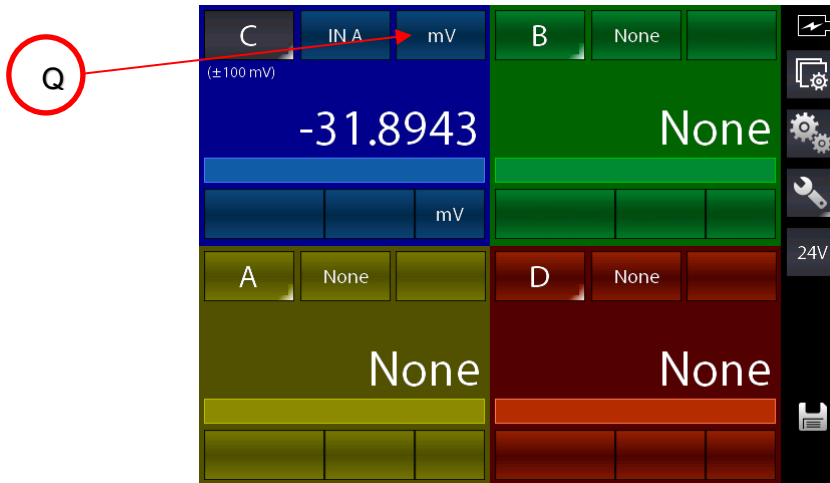 C IN A mV
(±100 mV)
-31.8943
mV
B None
None
Q
A None
None
D None
None
24V